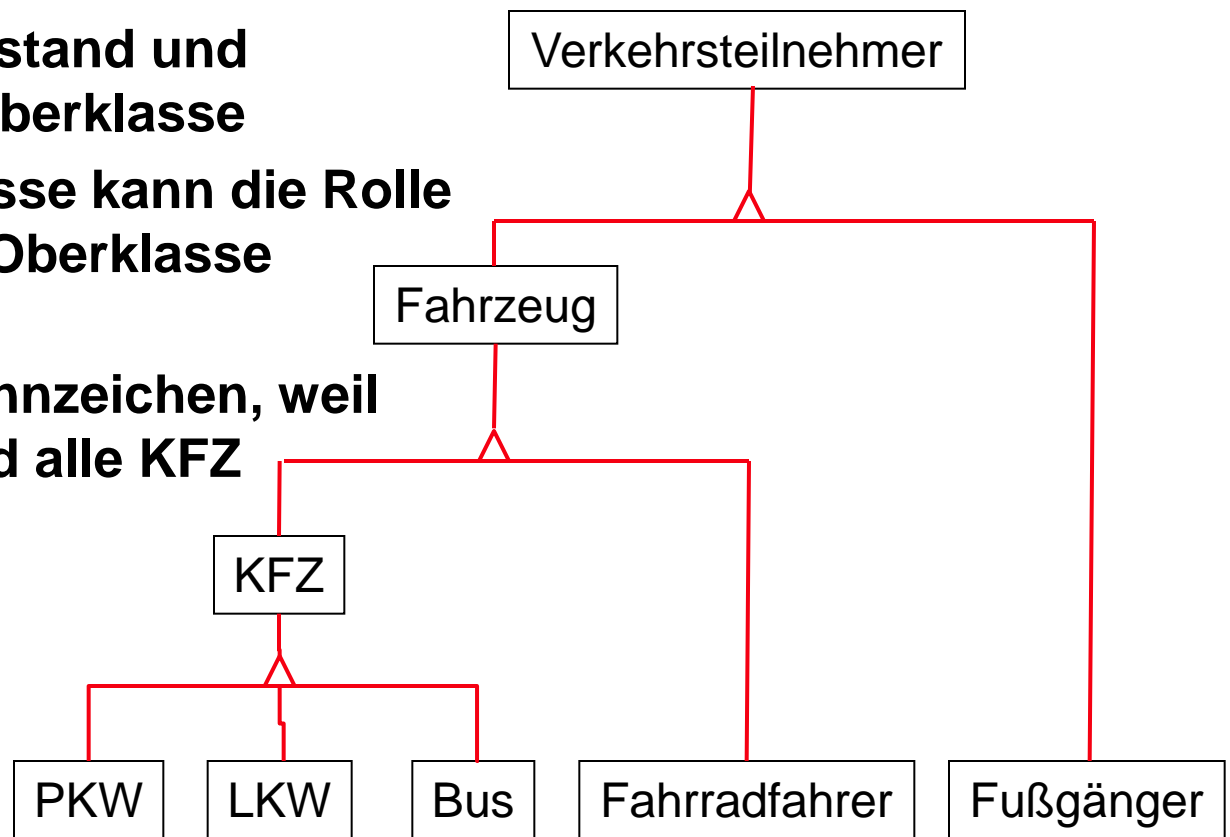 stand und
berklasse
sse kann die Rolle
Oberklasse
nnzeichen, weil
d alle KFZ
Verkehrsteilnehmer
Fahrzeug
KFZ
PKW LKW Bus Fahrradfahrer Fußgänger